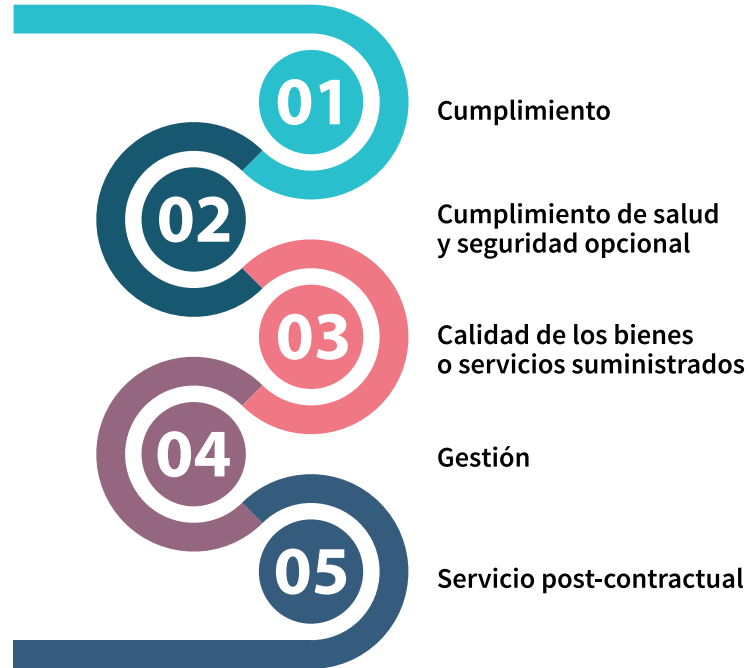 01
Cumplimiento
02
Cumplimiento de salud
y seguridad opcional
03
Calidad de los bienes
o servicios suministrados
04
Gestión
05
Servicio post-contractual